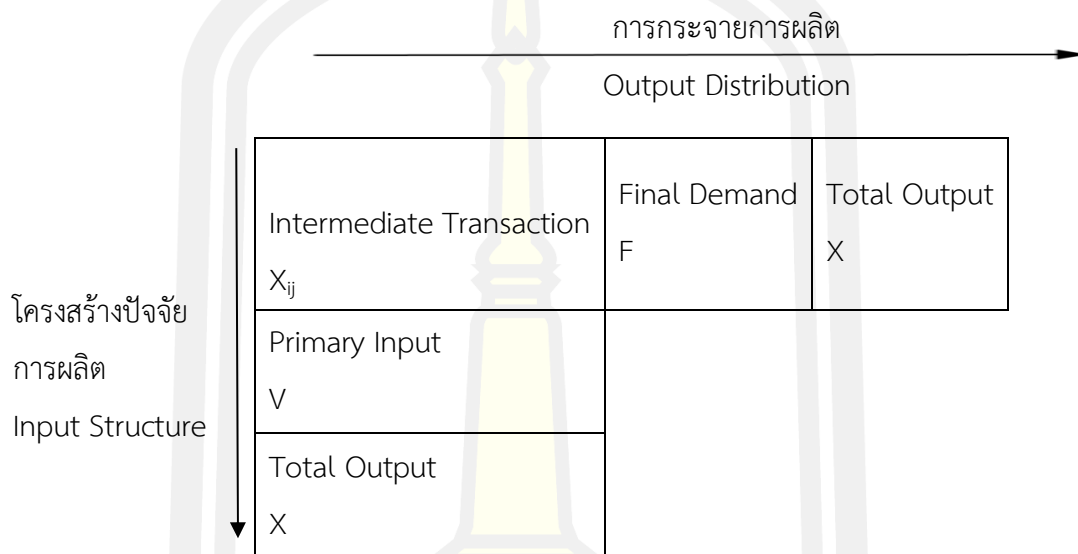 การกระจายการผลิต
Output Distribution
Intermediate Transaction
X_ij
Final Demand
F
Total Output
X
โครงสร้างปัจจัย
การผลิต
Input Structure
Primary Input
V
Total Output
X